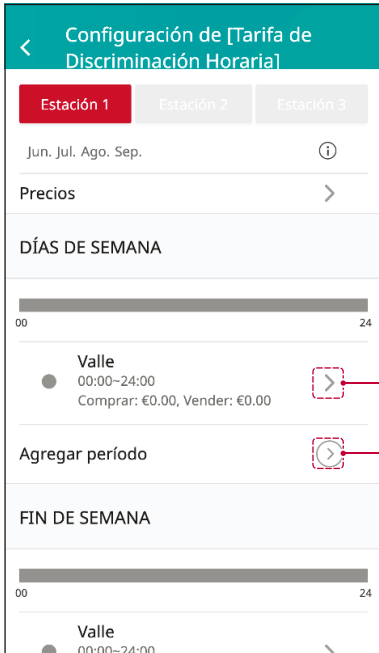 Configuración de [Tarifa de
Discriminación Horaria]
Estación 1 Estación 2 Estación 3
Jun. Jul. Ago. Sep.
Precios
DÍAS DE SEMANA
00 24
Valle
00:00~24:00
Comprar: €0.00, Vender: €0.00
Agregar período
FIN DE SEMANA
00 24
Valle
00:00~24:00